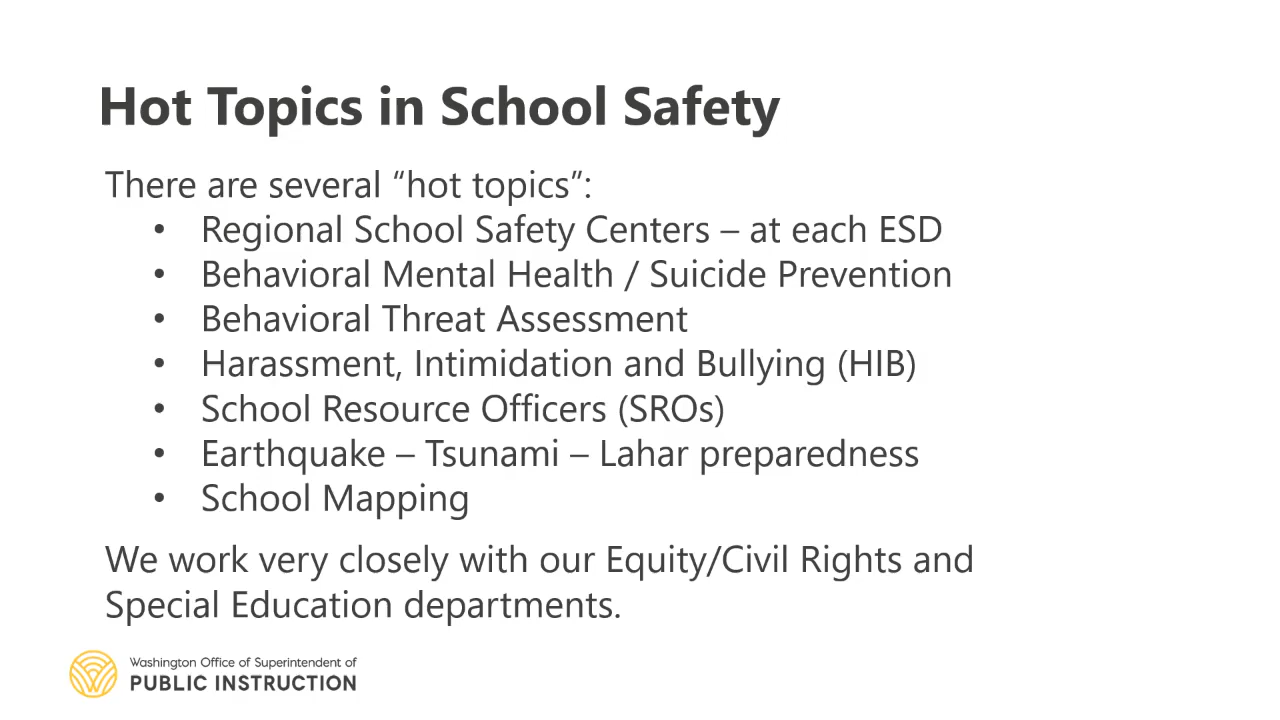 Hot Topics in School Safety
There are several “hot topics”:
• Regional School Safety Centers – at each ESD
• Behavioral Mental Health / Suicide Prevention
• Behavioral Threat Assessment
• Harassment, Intimidation and Bullying (HIB)
• School Resource Officers (SROs)
• Earthquake – Tsunami – Lahar preparedness
• School Mapping
We work very closely with our Equity/Civil Rights and
Special Education departments.
Washington Office of Superintendent of
PUBLIC INSTRUCTION